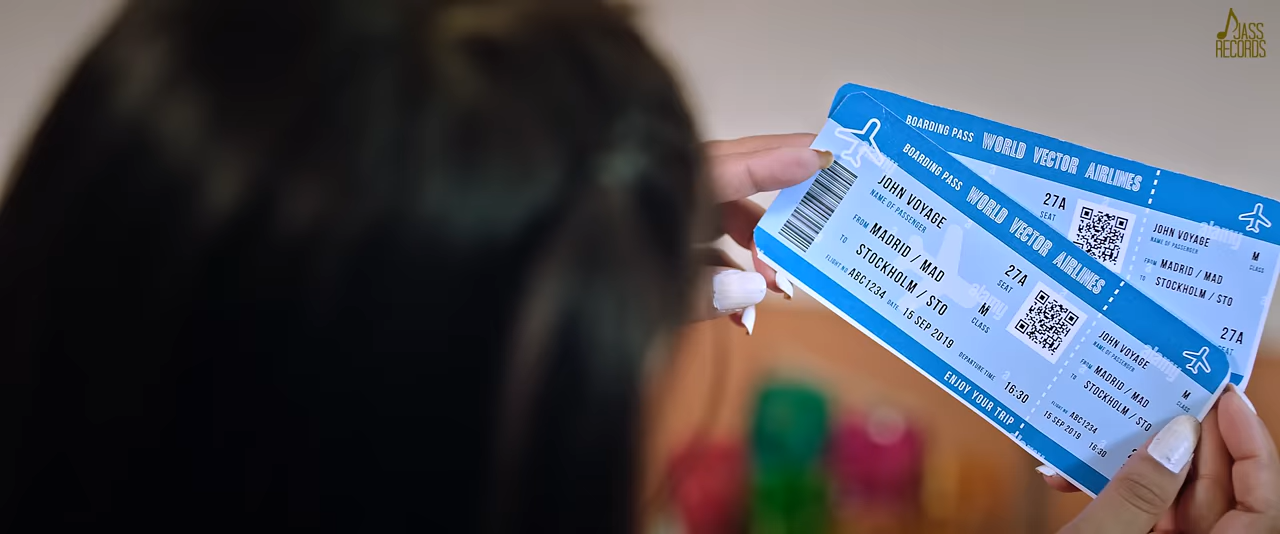 JASS
RECORDS
BOARDING PASS WORLD VECTOR AIRLINES
27A
SEAT
JOHN VOYAGE
NAME OF PASSENGER
FROM MADRID / MAD
TO STOCKHOLM / STO
M
CLASS
27A
SEAT
alamy
BOARDING PASS WORLD VECTOR AIRLINES
JOHN VOYAGE
NAME OF PASSENGER
FROM MADRID / MAD
TO STOCKHOLM / STO
FLIGHT NO ABC1234 DATE 15 SEP 2019
27A
SEAT
M
CLASS
DEPARTURE TIME 16:30
alamy
ENJOY YOUR TRIP
JOHN VOYAGE
NAME OF PASSENGER
FROM MADRID / MAD
TO STOCKHOLM / STO
FLIGHT NO ABC1234
15 SEP 2019 16:30
M
CLASS
alamy